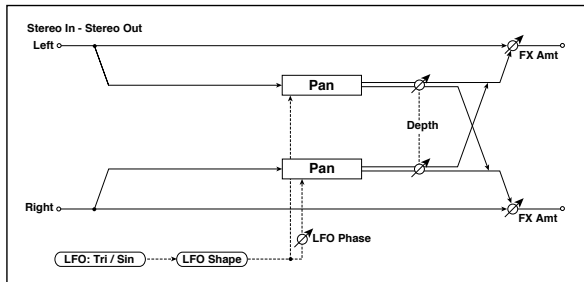 Stereo In - Stereo Out
Left
FX Amt
Pan
Depth
Pan
Right
FX Amt
LFO Phase
LFO: Tri / Sin
LFO Shape